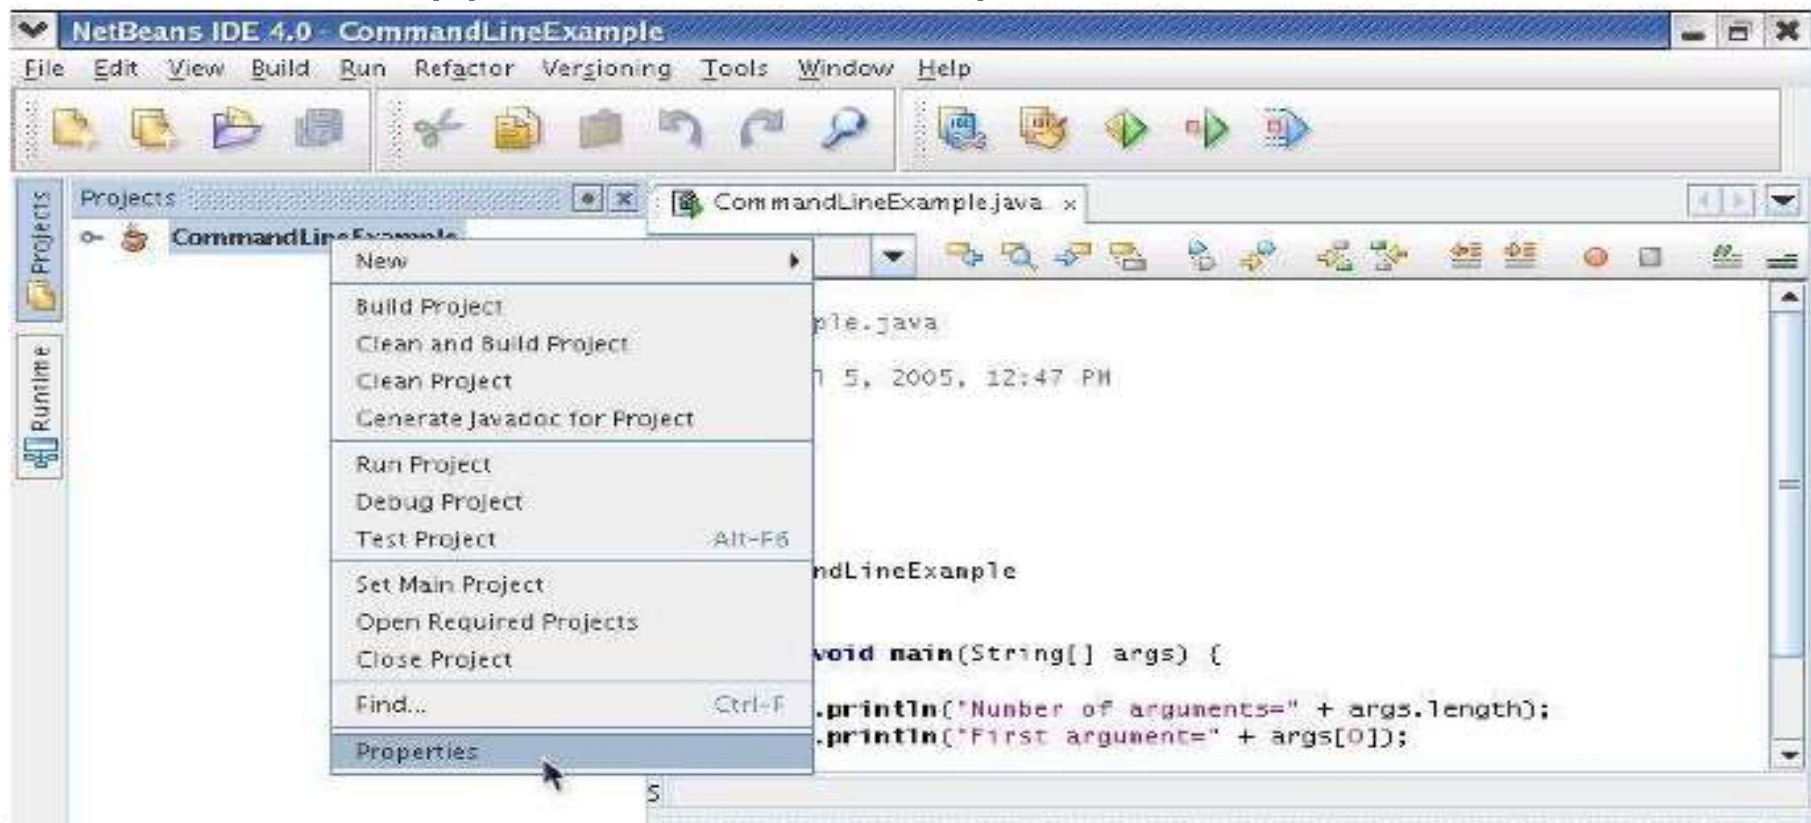 NetBeans IDE 4.0 - CommandLineExample
File Edit View Build Run Refactor Versioning Tools Window Help
Projects
CommandLineExample.java
Projects
CommandLineExample
Runtime
New
Build Project
Clean and Build Project
Clean Project
Generate Javadoc for Project
Run Project
Debug Project
Test Project Alt-F6
Set Main Project
Open Required Projects
Close Project
Find... Ctrl-F
Properties
ple.java
5, 2005, 12:47 PM
ndLineExample
void main(String[] args) {
.println("Number of arguments=" + args.length);
.println("First argument=" + args[0]);